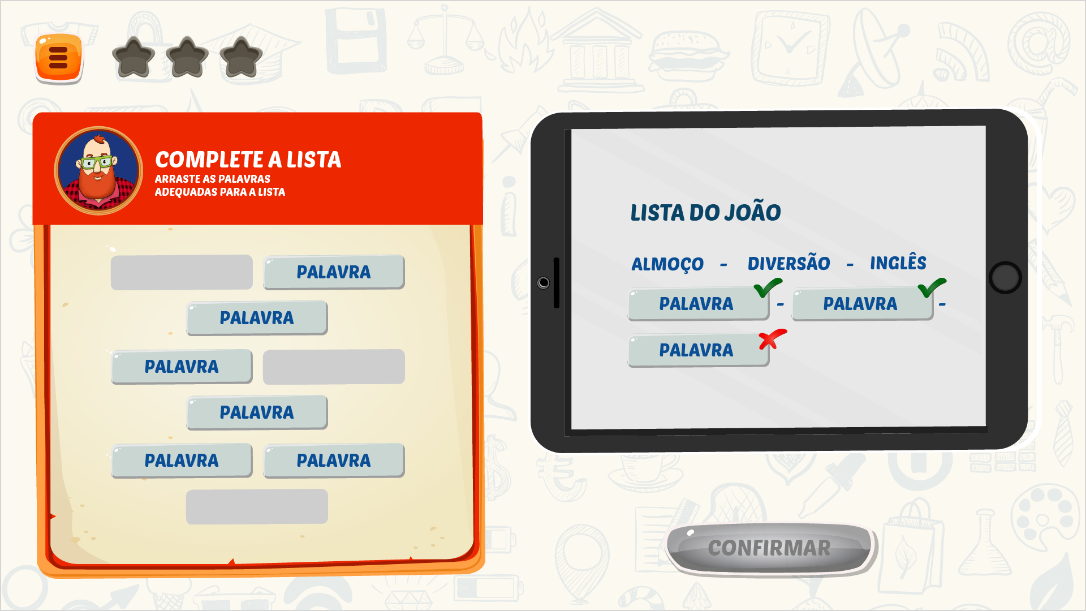 COMPLETE A LISTA
ARRASTE AS PALAVRAS
ADEQUADAS PARA A LISTA
PALAVRA
PALAVRA
PALAVRA
PALAVRA
PALAVRA PALAVRA
LISTA DO JOÃO
ALMOÇO - DIVERSÃO - INGLÊS
PALAVRA - PALAVRA -
PALAVRA
CONFIRMAR